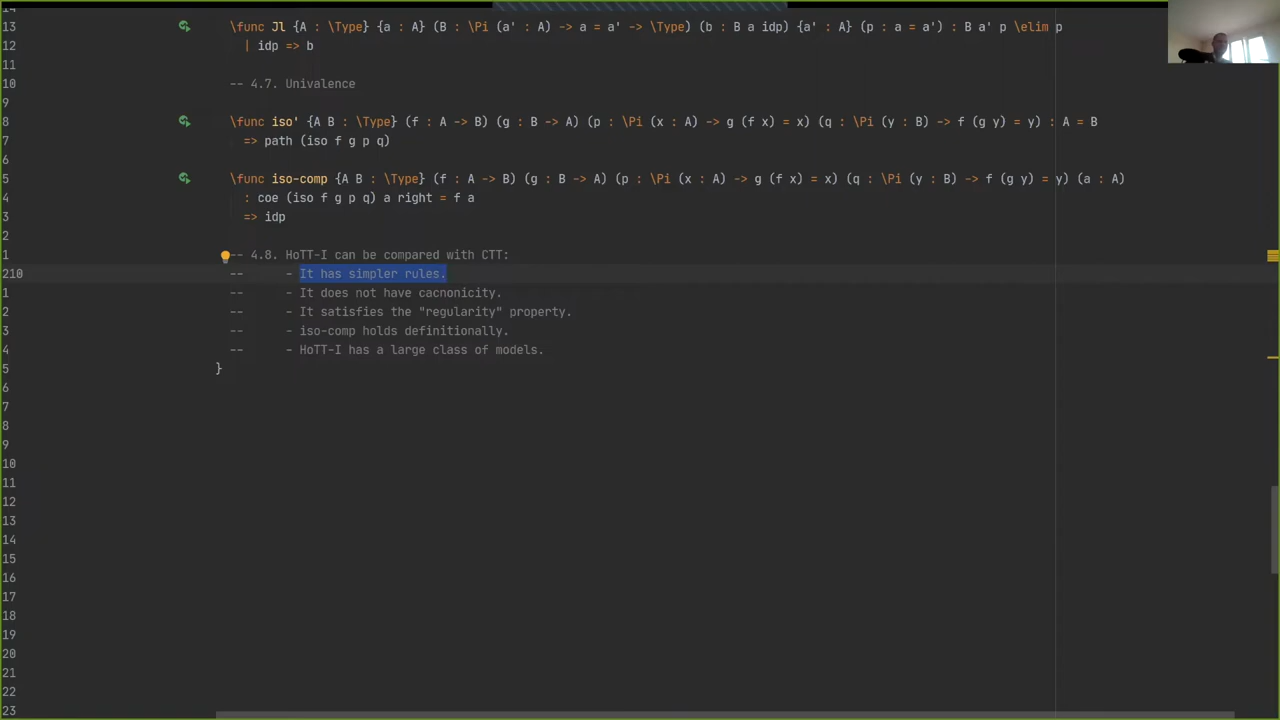 14
13 \func Jl {A : \Type} {a : A} (B : \Pi (a' : A) -> a = a' -> \Type) (b : B a idp) {a' : A} (p : a = a') : B a' p \elim p
12 | idp => b
11
10 -- 4.7. Univalence
9
8 \func iso' {A B : \Type} (f : A -> B) (g : B -> A) (p : \Pi (x : A) -> g (f x) = x) (q : \Pi (y : B) -> f (g y) = y) : A = B
7 => path (iso f g p q)
6
5 \func iso-comp {A B : \Type} (f : A -> B) (g : B -> A) (p : \Pi (x : A) -> g (f x) = x) (q : \Pi (y : B) -> f (g y) = y) (a : A)
4 : coe (iso f g p q) a right = f a
3 => idp
2
1 -- 4.8. HoTT-I can be compared with CTT:
210 -- - It has simpler rules.
1 -- - It does not have cacnonicity.
2 -- - It satisfies the "regularity" property.
3 -- - iso-comp holds definitionally.
4 -- - HoTT-I has a large class of models.
5 }
6
7
8
9
10
11
12
13
14
15
16
17
18
19
20
21
22
23